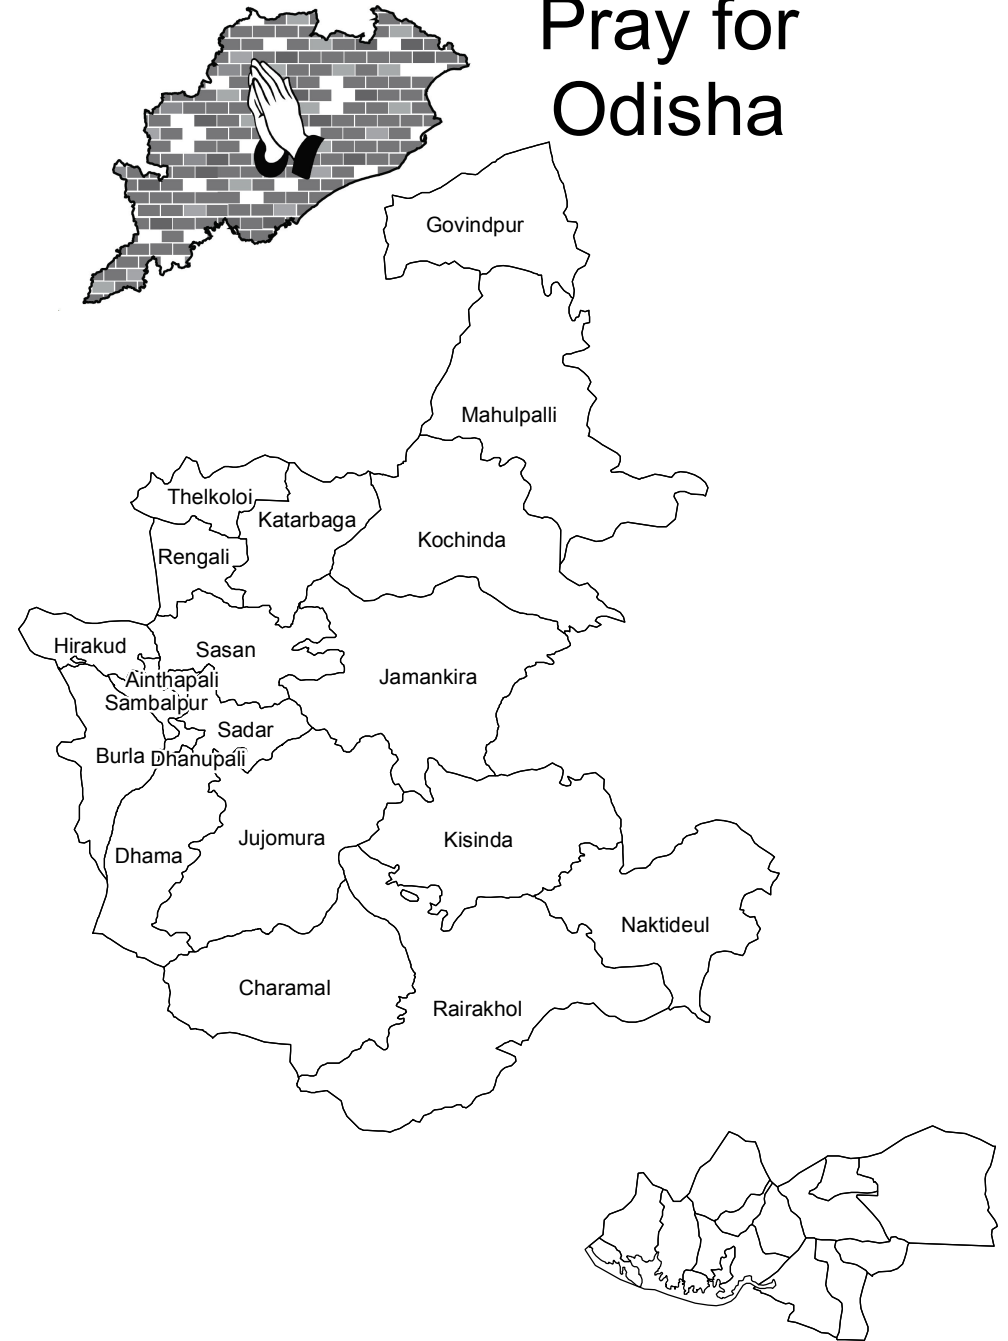 Pray for
Odisha
Govindpur
Mahulpalli
Thelkoloi
Katarbaga
Kochinda
Rengali
Hirakud
Sasan
Jamankira
Ainthapali
Sambalpur
Sadar
Burla
Dhanupali
Jujomura
Kisinda
Dhama
Naktideul
Charamal
Rairakhol